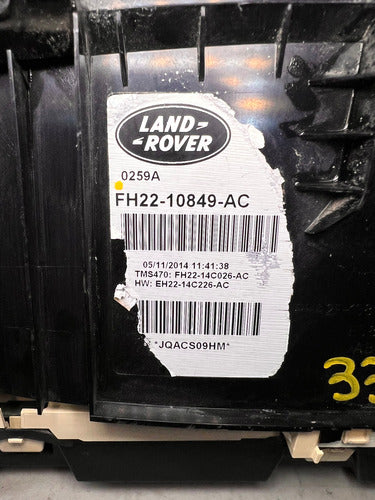 LAND-
-ROVER
0259A
FH22-10849-AC
05/11/2014 11:41:38
TMS470: FH22-14C026-AC
HW: EH22-14C226-AC
*JQACS09HM*
33